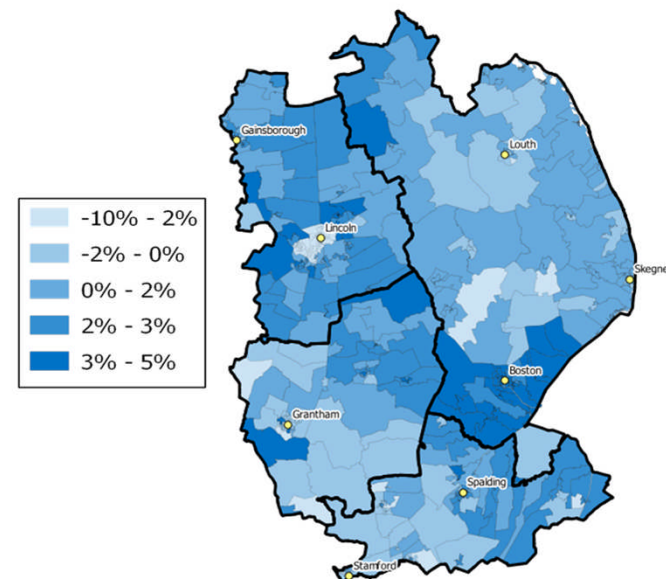 Gainsborough
Louth
-10% - 2%
-2% - 0%
0% - 2%
2% - 3%
3% - 5%
Lincoln
Skegne
Boston
Grantham
Spalding
Stamford